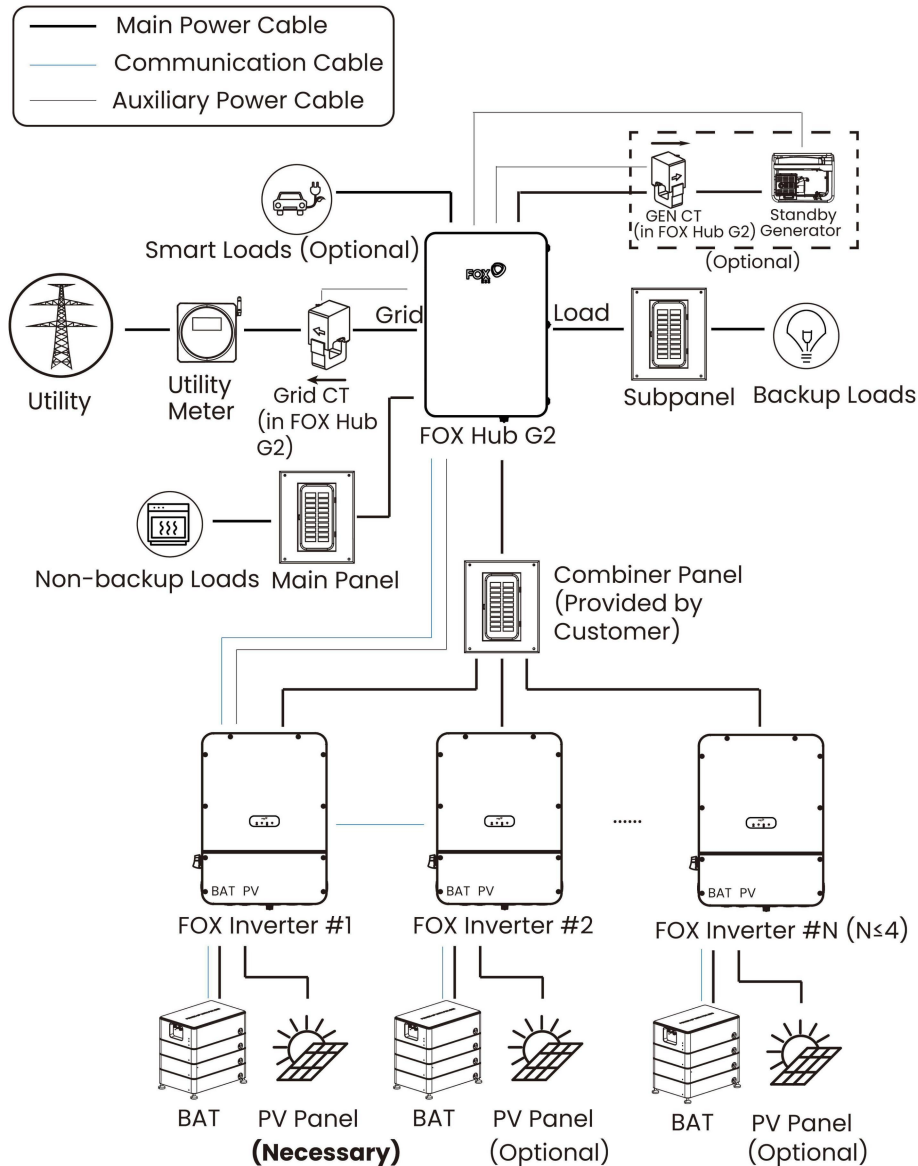 Main Power Cable
Communication Cable
Auxiliary Power Cable
GEN CT
(in FOX Hub G2)
Standby
Generator
(Optional)
Smart Loads (Optional)
FOX
Grid
Load
Utility
Utility
Meter
Grid CT
(in FOX Hub
G2)
FOX Hub G2
Subpanel
Backup Loads
Non-backup Loads
Main Panel
Combiner Panel
(Provided by
Customer)
BAT PV
BAT PV
......
BAT PV
FOX Inverter #1
FOX Inverter #2
FOX Inverter #N (N≤4)
BAT
PV Panel
(Necessary)
BAT
PV Panel
(Optional)
BAT
PV Panel
(Optional)